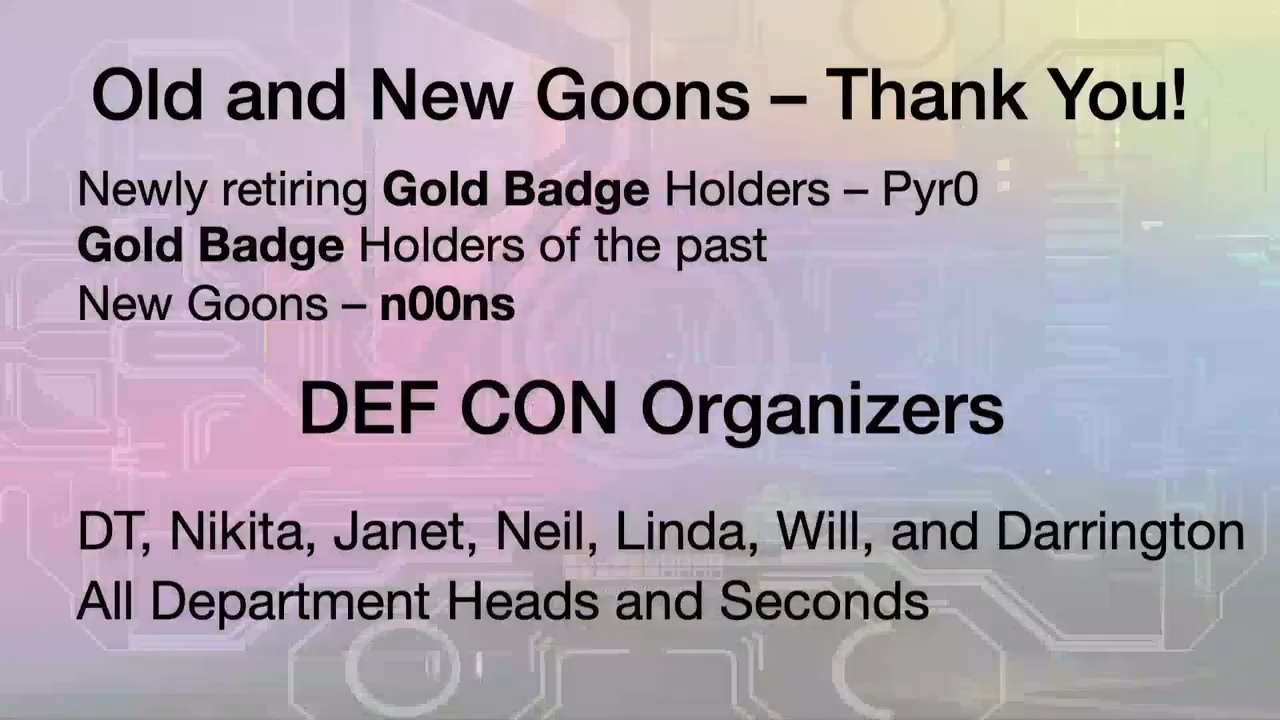 Old and New Goons – Thank You!
Newly retiring Gold Badge Holders – Pyr0
Gold Badge Holders of the past
New Goons – n00ns
DEF CON Organizers
DT, Nikita, Janet, Neil, Linda, Will, and Darrington
All Department Heads and Seconds